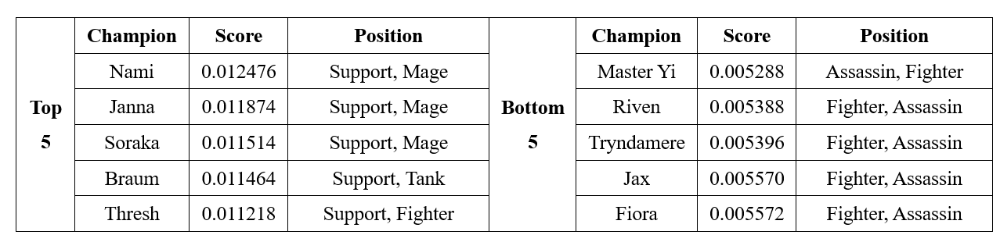 Champion Score Position Champion Score Position
Nami 0.012476 Support, Mage Master Yi 0.005288 Assassin, Fighter
Top 5 Janna 0.011874 Support, Mage Bottom 5 Riven 0.005388 Fighter, Assassin
Soraka 0.011514 Support, Mage Tryndamere 0.005396 Fighter, Assassin
Braum 0.011464 Support, Tank Jax 0.005570 Fighter, Assassin
Thresh 0.011218 Support, Fighter Fiora 0.005572 Fighter, Assassin